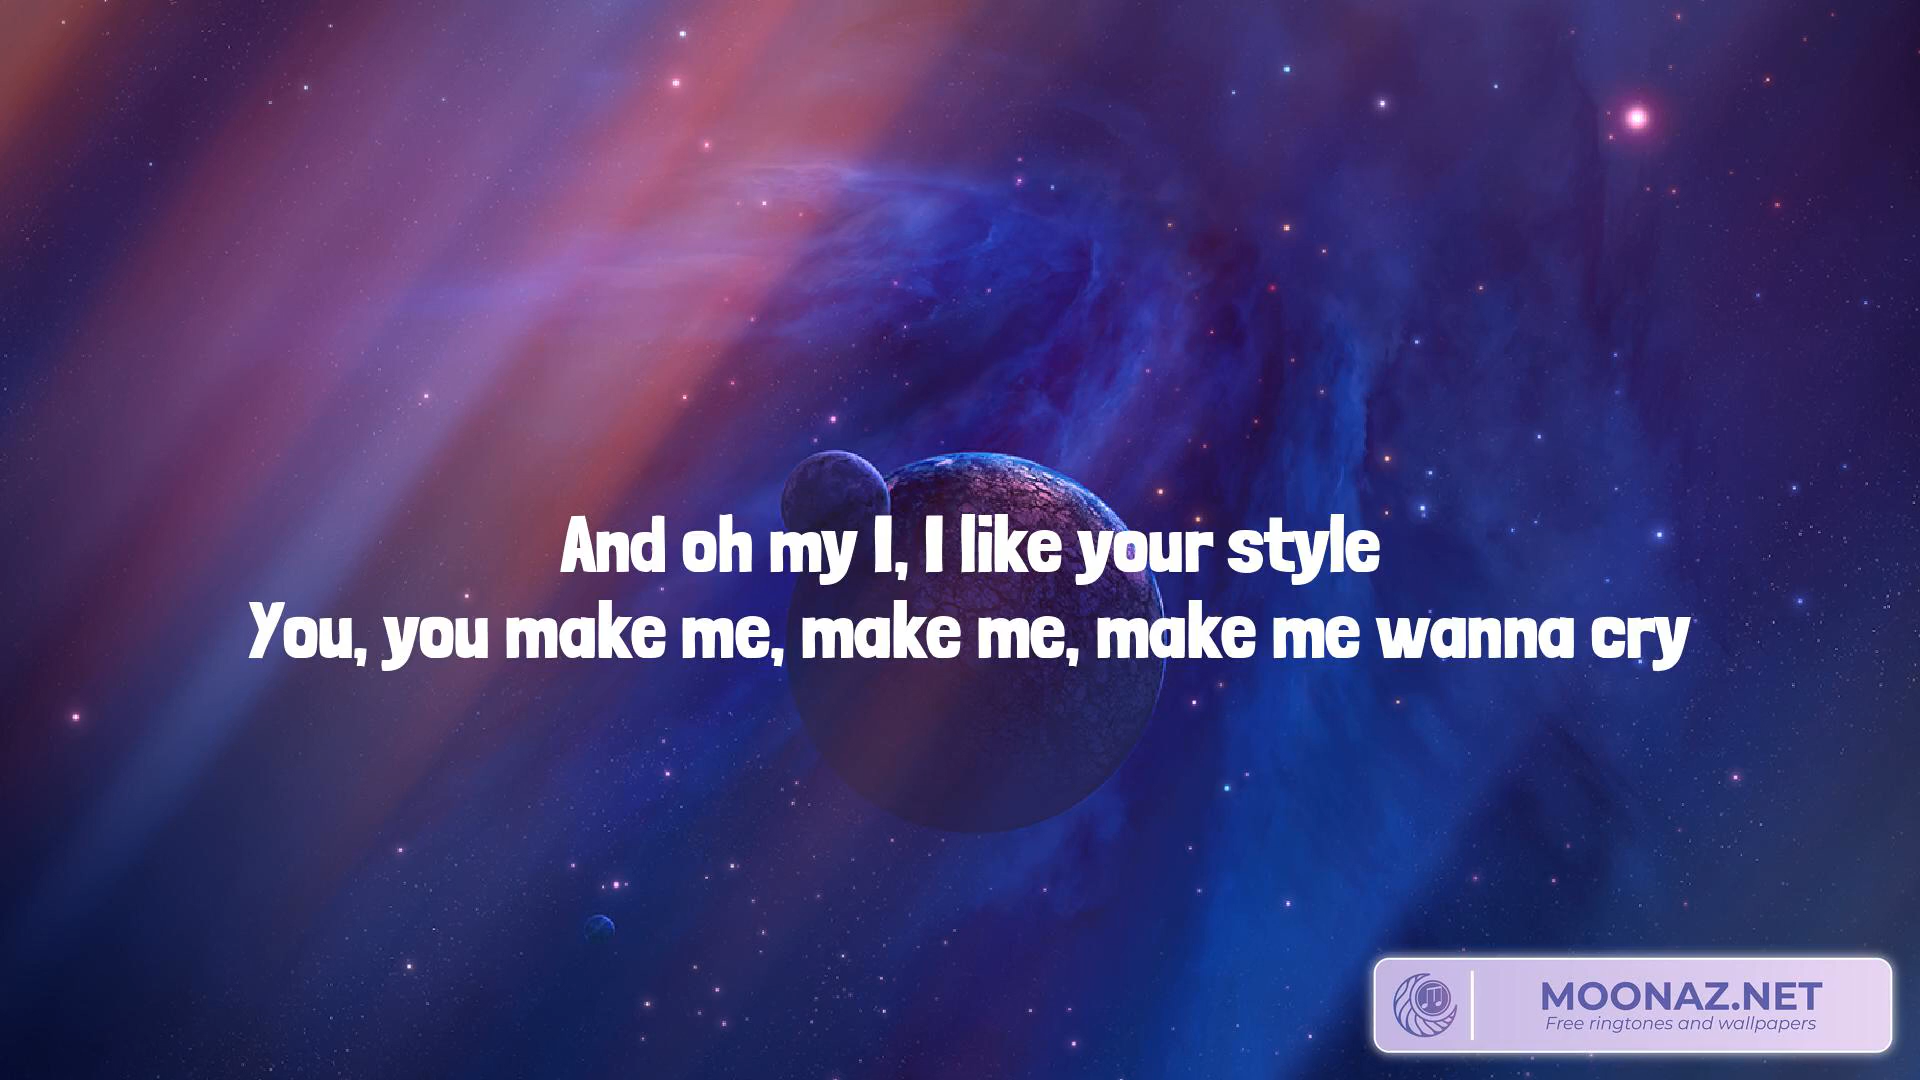 And oh my I, I like your style
You, you make me, make me, make me wanna cry
MOONAZ.NET
Free ringtones and wallpapers